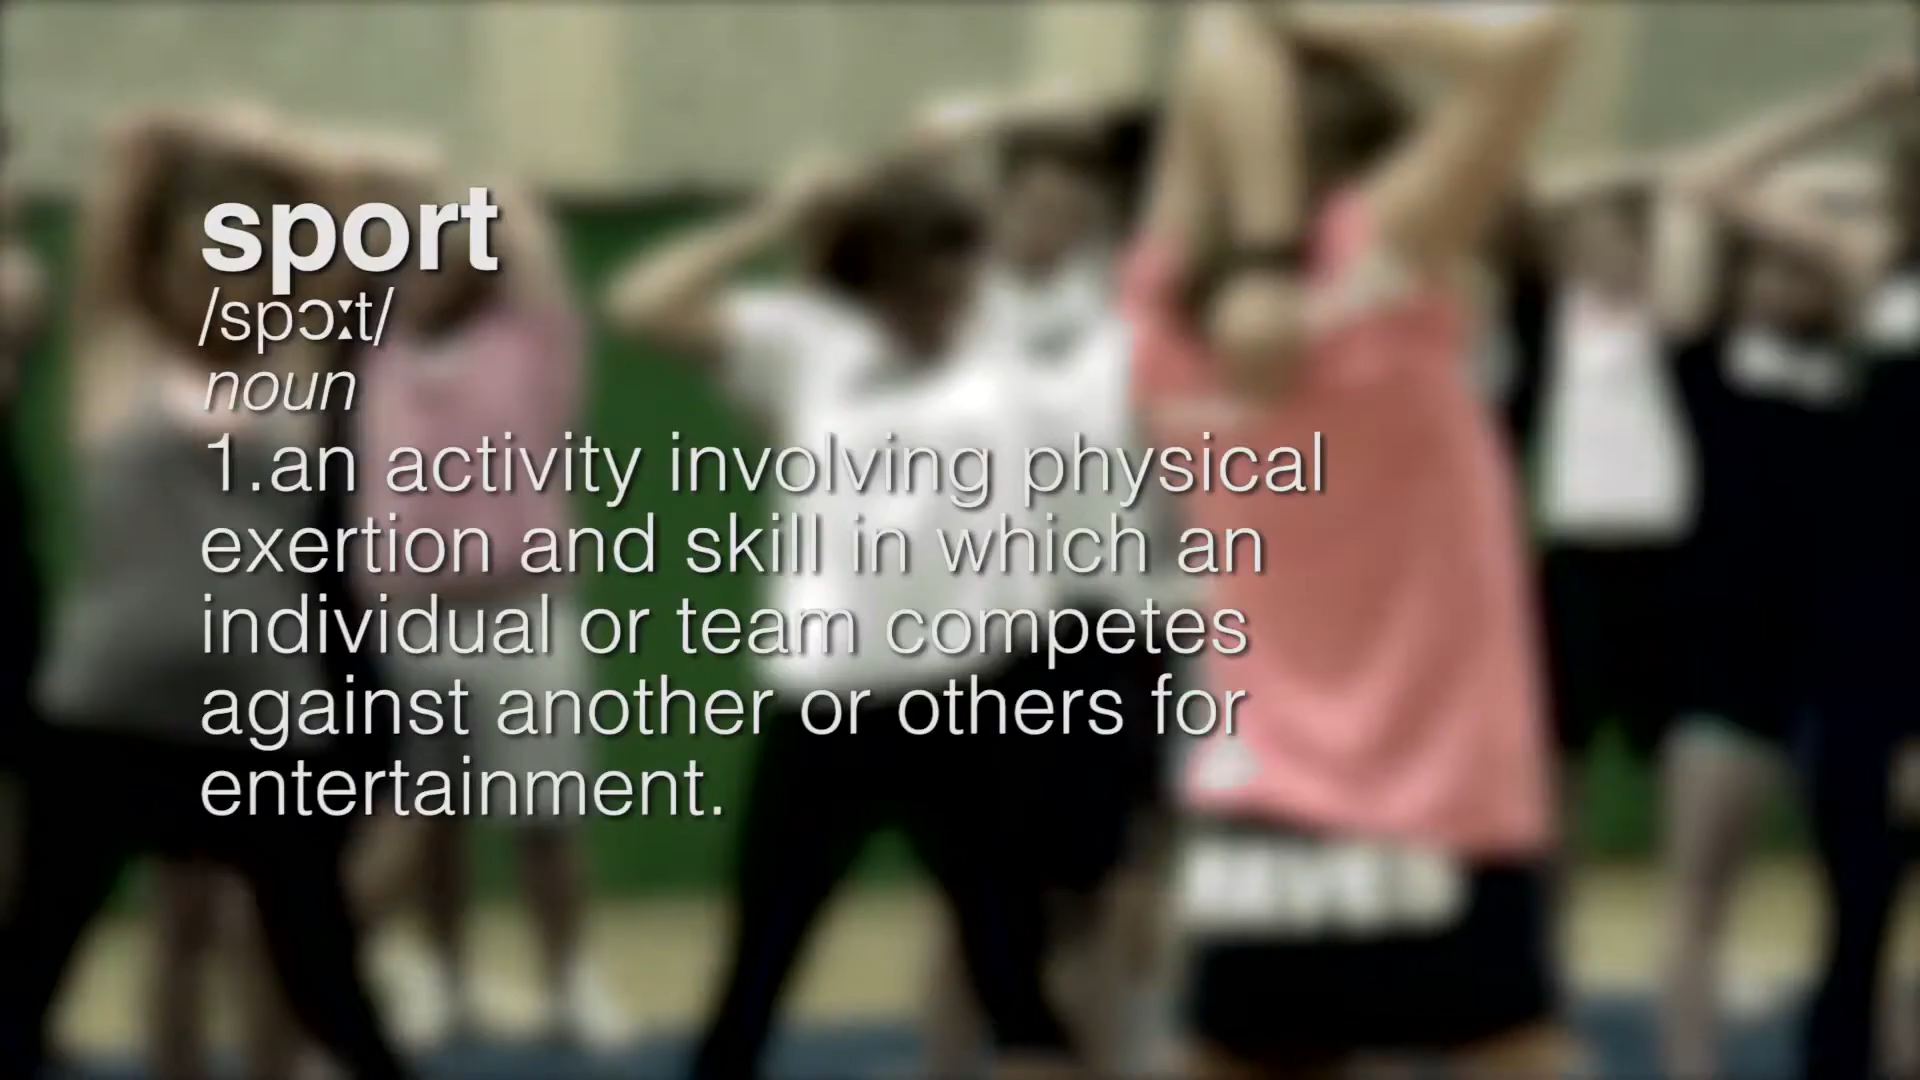 sport
/spɔːt/
noun
1.an activity involving physical
exertion and skill in which an
individual or team competes
against another or others for
entertainment.